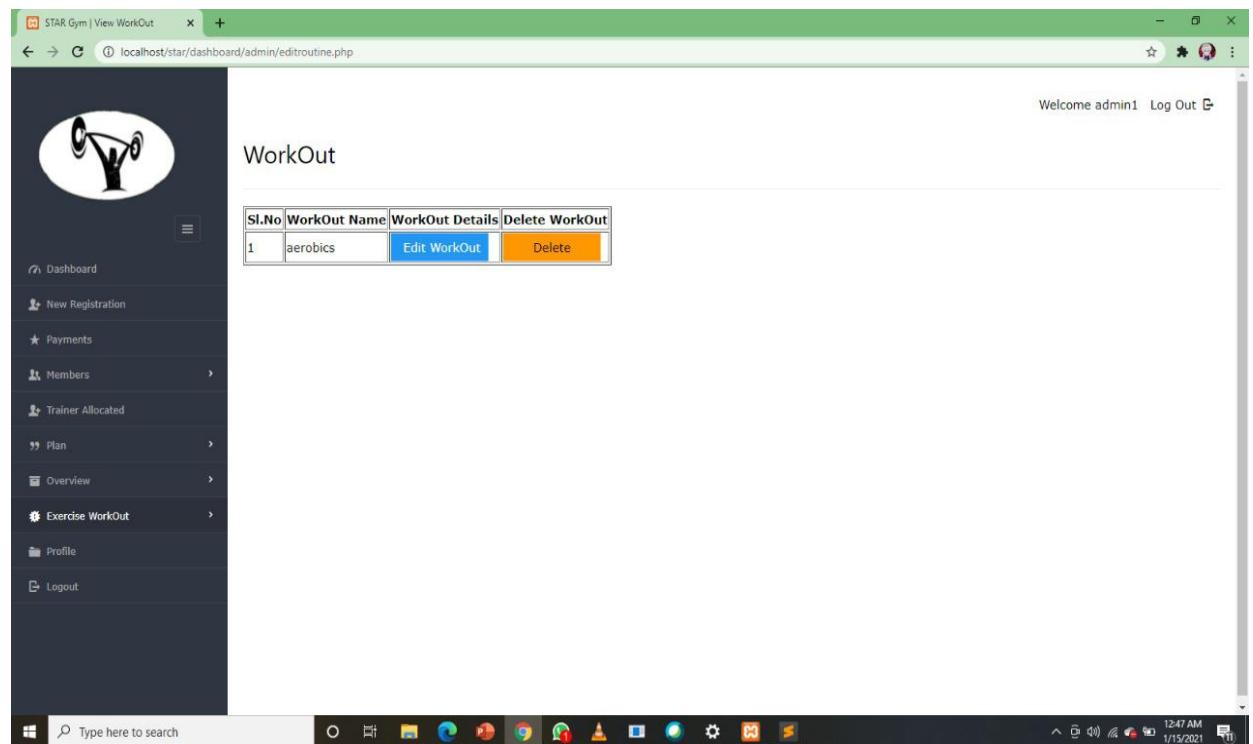 STAR Gym | View WorkOut
localhost/star/dashboard/admin/editroutine.php
Welcome admin1 Log Out
WorkOut
Sl.No WorkOut Name WorkOut Details Delete WorkOut
1 aerobics Edit WorkOut Delete
Dashboard
New Registration
Payments
Members
Trainer Allocated
Plan
Overview
Exercise WorkOut
Profile
Logout
Type here to search
12:47 AM
1/15/2021